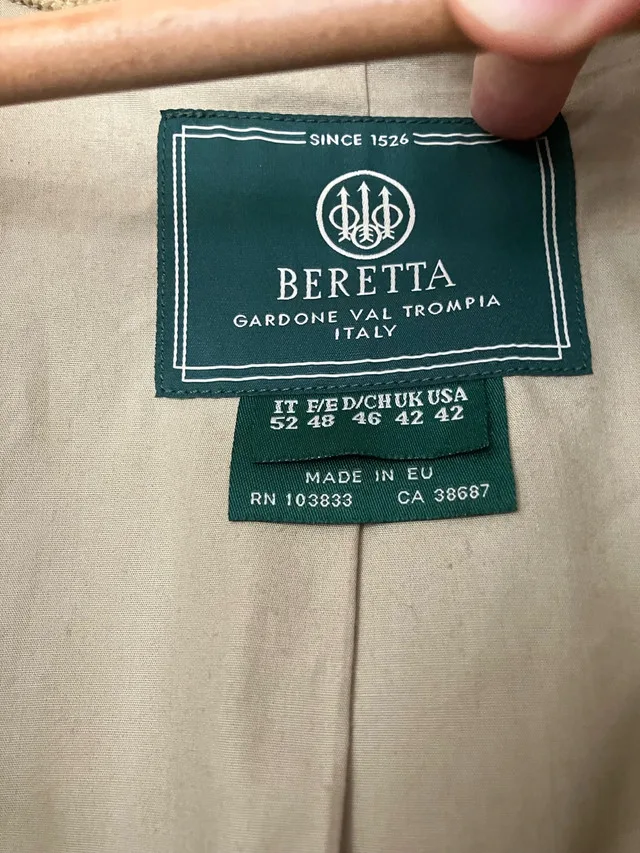 SINCE 1526
BERETTA
GARDONE VAL TROMPIA
ITALY
IT F/E D/CH UK USA
52 48 46 42 42
MADE IN EU
RN 103833 CA 38687